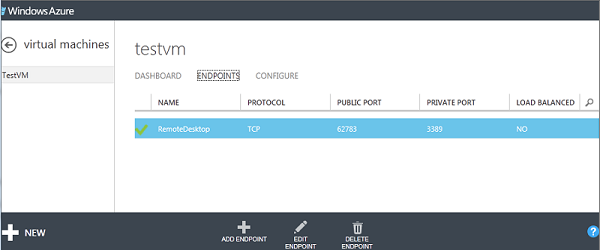 Windows Azure
virtual machines
TestVM
testvm
DASHBOARD ENDPOINTS CONFIGURE
NAME PROTOCOL PUBLIC PORT PRIVATE PORT LOAD BALANCED
RemoteDesktop TCP 62783 3389 NO
NEW
ADD ENDPOINT
EDIT
ENDPOINT
DELETE
ENDPOINT
?